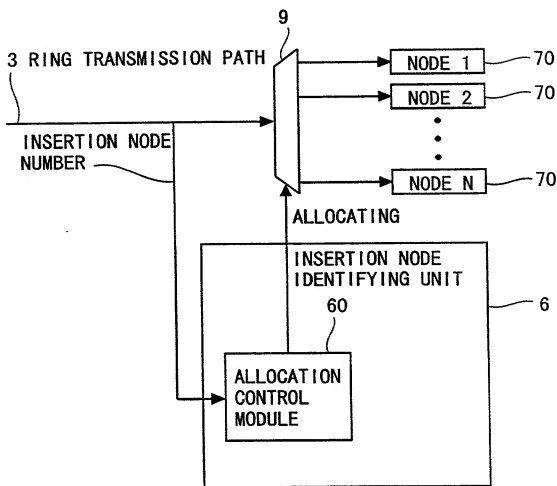 9
3 RING TRANSMISSION PATH
NODE 1
70
NODE 2
70
INSERTION NODE
NUMBER
NODE N
70
ALLOCATING
INSERTION NODE
IDENTIFYING UNIT
6
60
ALLOCATION
CONTROL
MODULE